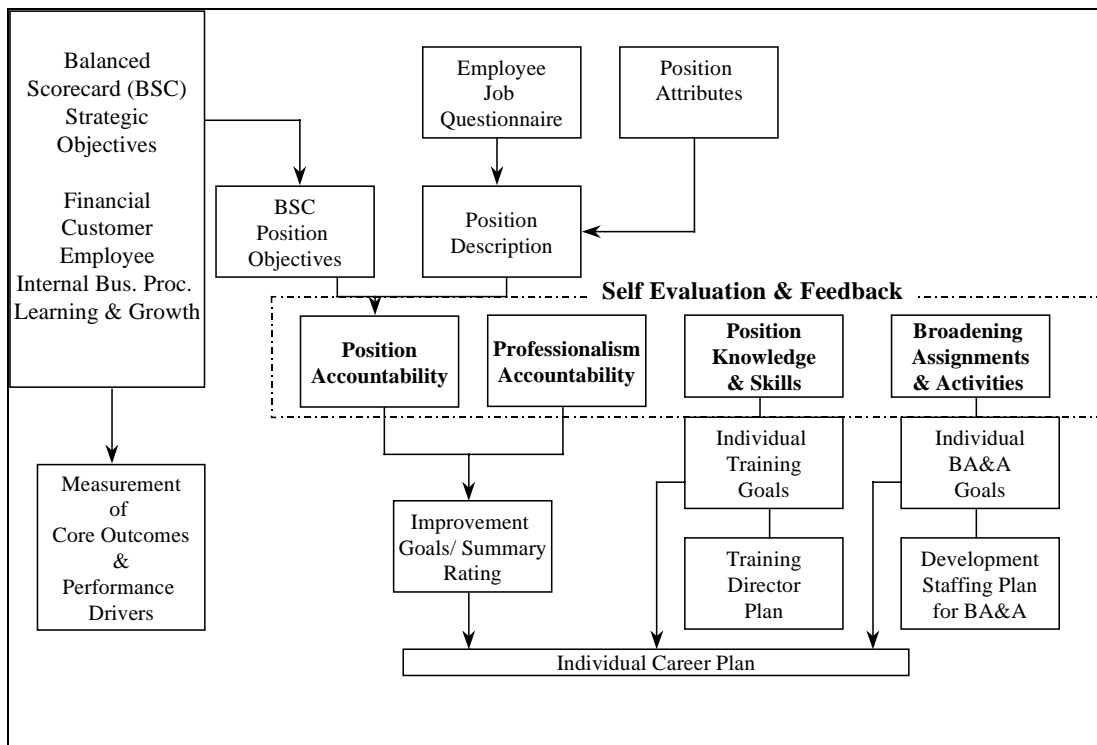 Balanced
Scorecard (BSC)
Strategic
Objectives
Financial
Customer
Employee
Internal Bus. Proc.
Learning & Growth
Employee
Job
Questionnaire
Position
Attributes
BSC
Position
Objectives
Position
Description
Self Evaluation & Feedback
Position
Accountability
Professionalism
Accountability
Position
Knowledge
& Skills
Broadening
Assignments
& Activities
Measurement
of
Core Outcomes
&
Performance
Drivers
Improvement
Goals/ Summary
Rating
Individual
Training
Goals
Individual
BA&A
Goals
Training
Director
Plan
Development
Staffing Plan
for BA&A
Individual Career Plan